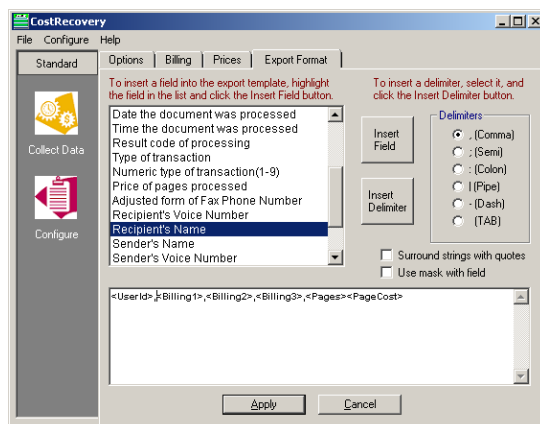 CostRecovery
File Configure Help
Standard
Collect Data
Configure
Options Billing Prices Export Format
To insert a field into the export template, highlight
the field in the list and click the Insert Field button.
To insert a delimiter, select it, and
click the Insert Delimiter button.
Date the document was processed
Time the document was processed
Result code of processing
Type of transaction
Numeric type of transaction(1-9)
Price of pages processed
Adjusted form of Fax Phone Number
Recipient's Voice Number
Recipient's Name
Sender's Name
Sender's Voice Number
Insert
Field
Insert
Delimiter
Delimiters
, (Comma)
; (Semi)
: (Colon)
| (Pipe)
- (Dash)
(TAB)
Surround strings with quotes
Use mask with field
<UserId>,<Billing1>,<Billing2>,<Billing3>,<Pages><PageCost>
Apply
Cancel